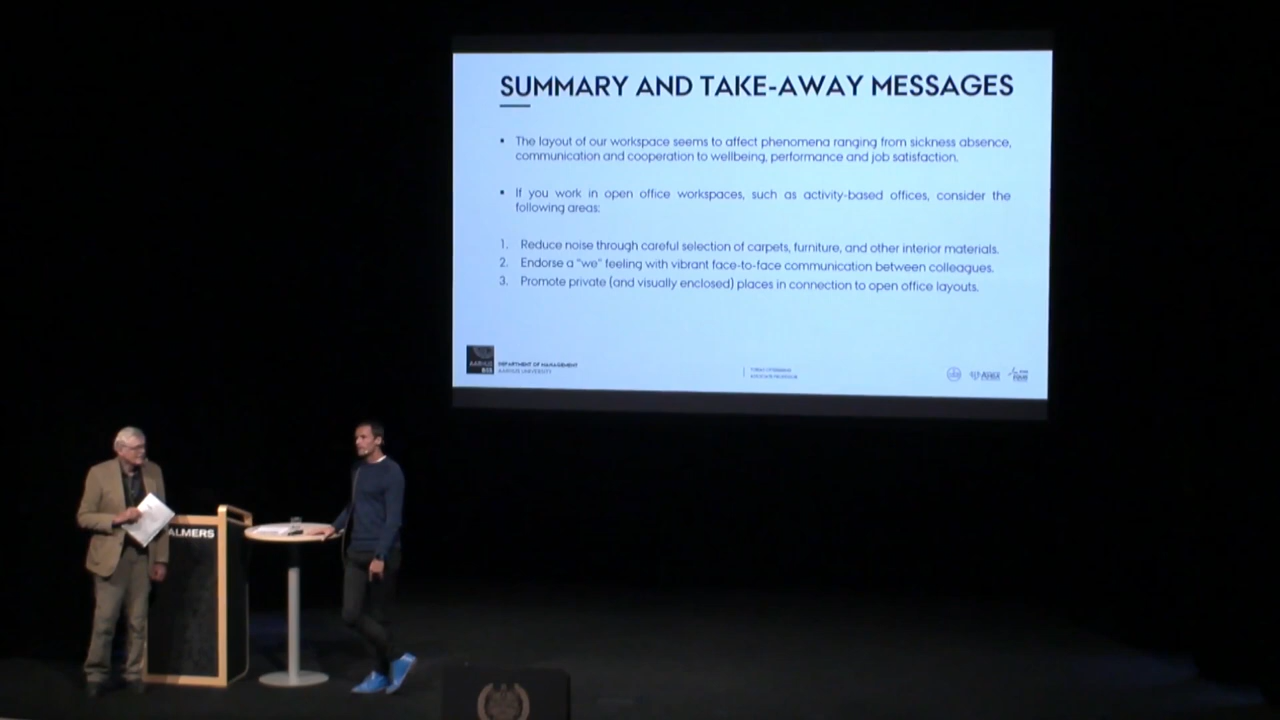 SUMMARY AND TAKE-AWAY MESSAGES
▪ The layout of our workspace seems to affect phenomena ranging from sickness absence,
communication and cooperation to wellbeing, performance and job satisfaction.
▪ If you work in open office workspaces, such as activity-based offices, consider the
following areas:
1. Reduce noise through careful selection of carpets, furniture, and other interior materials.
2. Endorse a "we" feeling with vibrant face-to-face communication between colleagues.
3. Promote private (and visually enclosed) places in connection to open office layouts.
AARHUS
BSS
DEPARTMENT OF MANAGEMENT
AARHUS UNIVERSITY
ASSOCIATE PROFESSOR
ALMERS